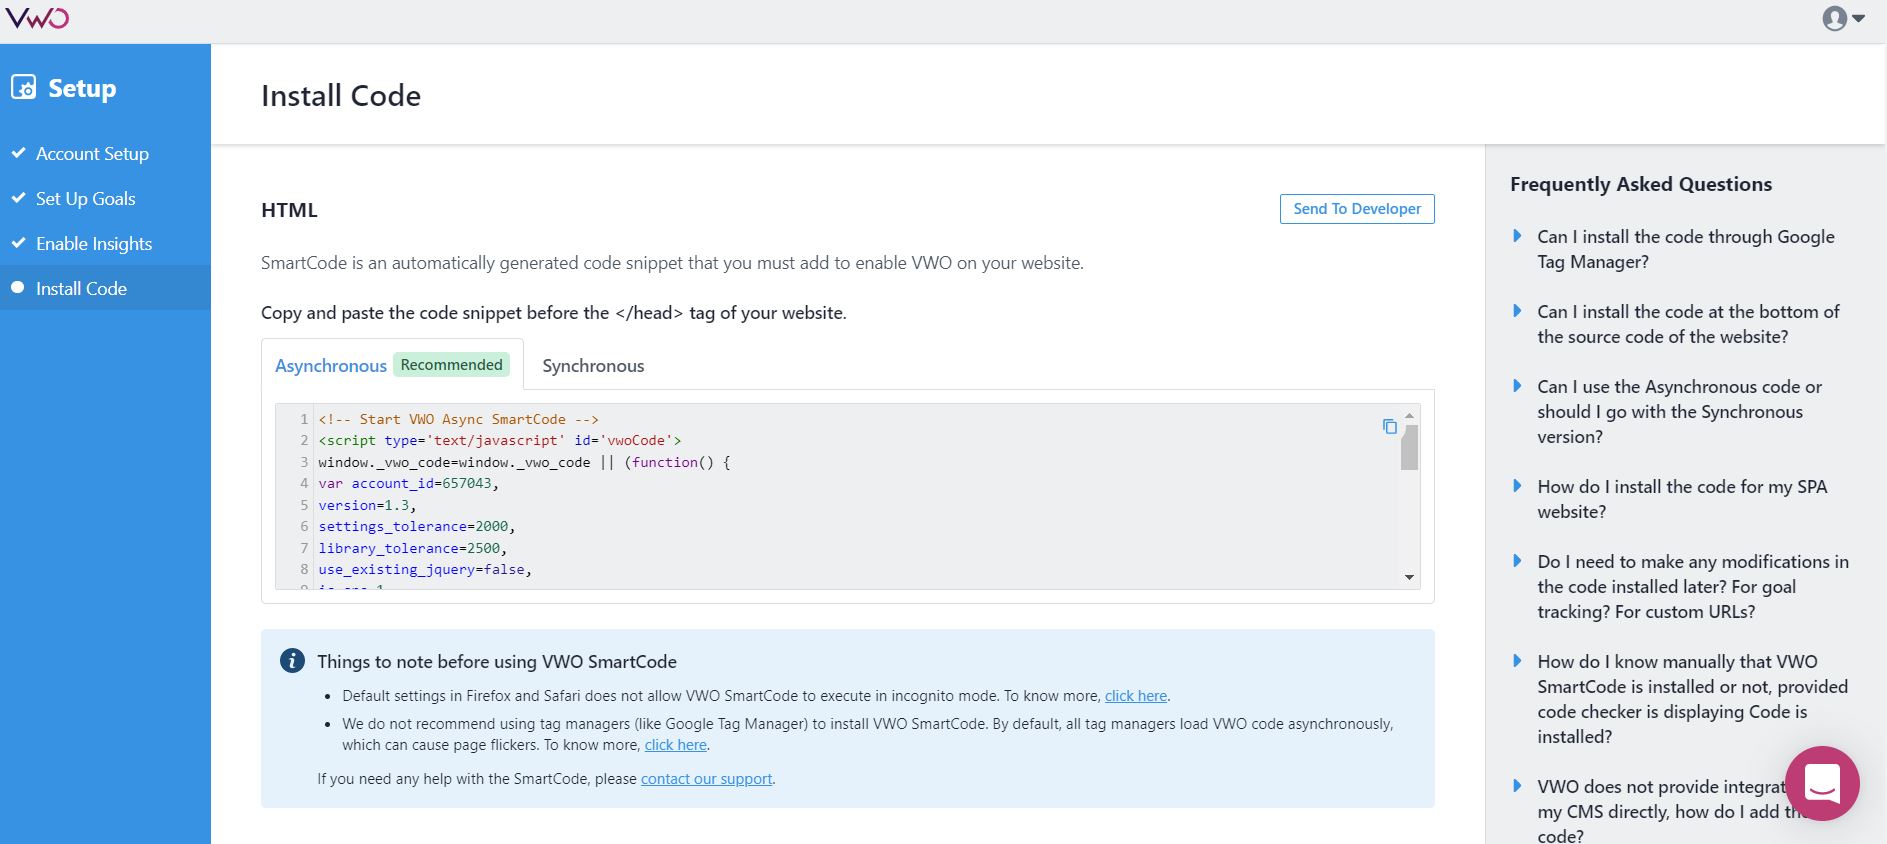 VWO
Setup
Account Setup
Set Up Goals
Enable Insights
Install Code
Install Code
HTML
Send To Developer
SmartCode is an automatically generated code snippet that you must add to enable VWO on your website.
Copy and paste the code snippet before the </head> tag of your website.
Asynchronous Recommended Synchronous
1 <!-- Start VWO Async SmartCode -->
2 <script type='text/javascript' id='vwoCode'>
3 window._vwo_code=window._vwo_code || (function() {
4 var account_id=657043,
5 version=1.3,
6 settings_tolerance=2000,
7 library_tolerance=2500,
8 use_existing_jquery=false,
Things to note before using VWO SmartCode
• Default settings in Firefox and Safari does not allow VWO SmartCode to execute in incognito mode. To know more, click here.
• We do not recommend using tag managers (like Google Tag Manager) to install VWO SmartCode. By default, all tag managers load VWO code asynchronously,
which can cause page flickers. To know more, click here.
If you need any help with the SmartCode, please contact our support.
Frequently Asked Questions
Can I install the code through Google
Tag Manager?
Can I install the code at the bottom of
the source code of the website?
Can I use the Asynchronous code or
should I go with the Synchronous
version?
How do I install the code for my SPA
website?
Do I need to make any modifications in
the code installed later? For goal
tracking? For custom URLs?
How do I know manually that VWO
SmartCode is installed or not, provided
code checker is displaying Code is
installed?
VWO does not provide
my CMS directly, how do I add
code?